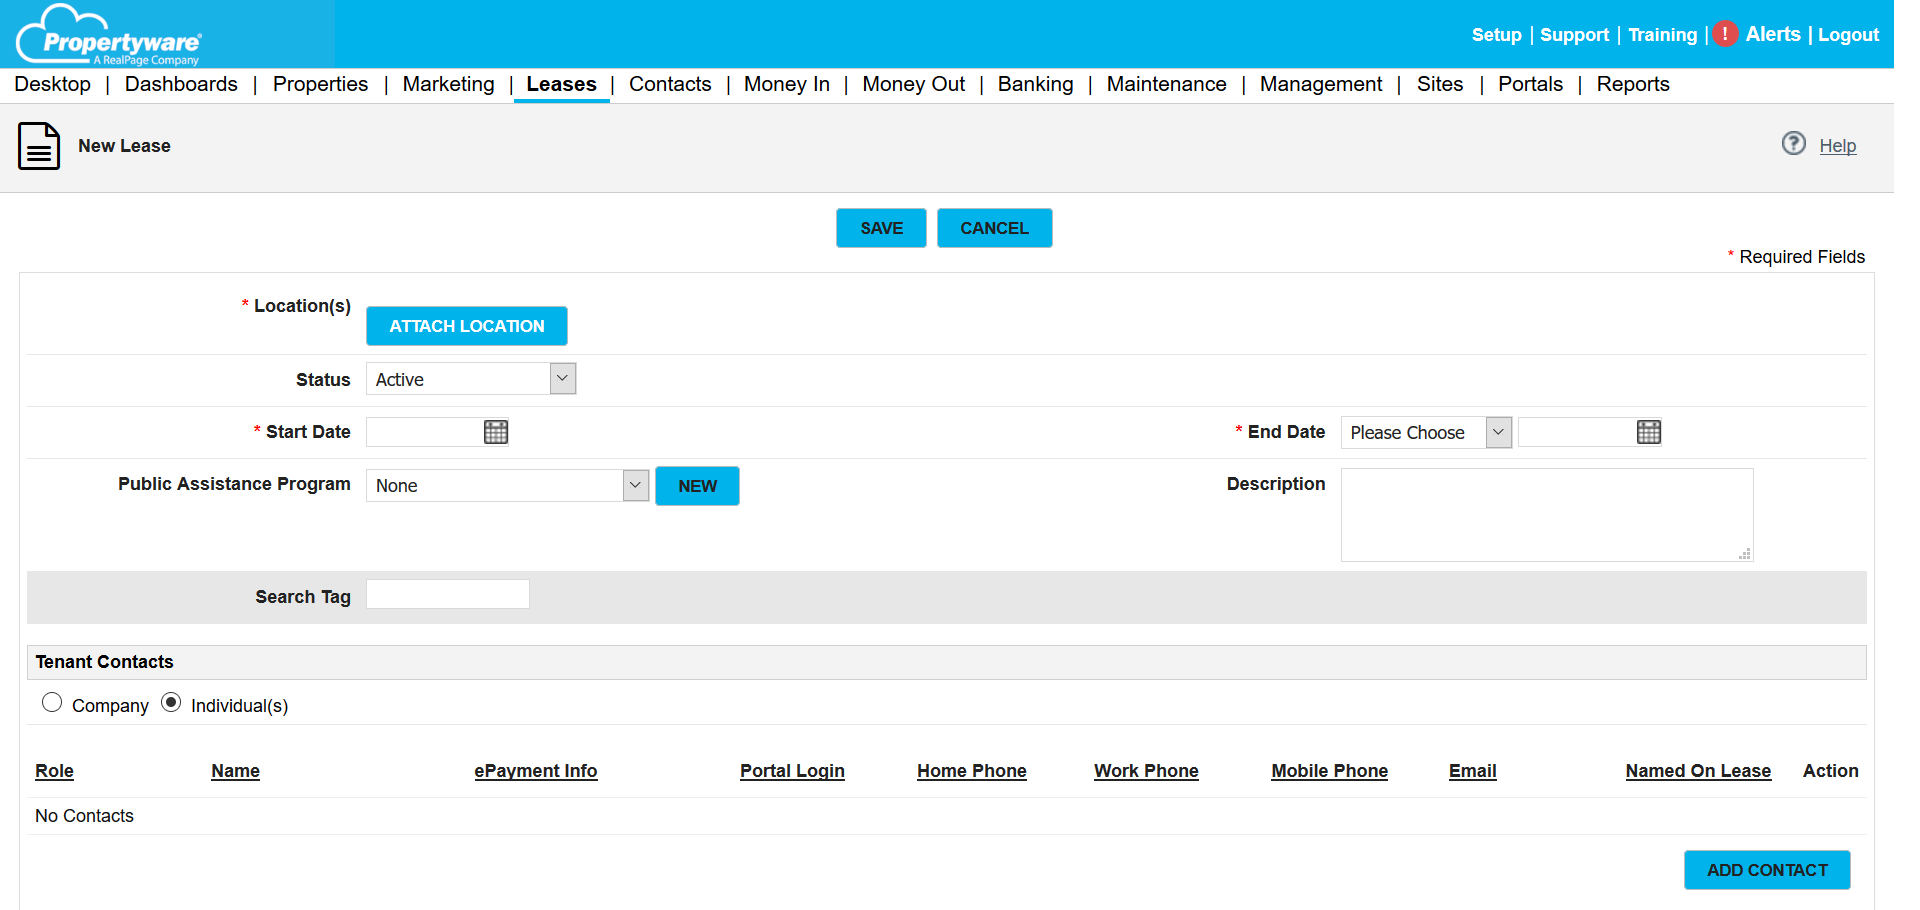 Propertyware
A RealPage Company
Setup | Support | Training | ! Alerts | Logout
Desktop | Dashboards | Properties | Marketing | Leases | Contacts | Money In | Money Out | Banking | Maintenance | Management | Sites | Portals | Reports
New Lease
? Help
SAVE CANCEL
* Required Fields
* Location(s)
ATTACH LOCATION
Status Active
* Start Date * End Date Please Choose
Public Assistance Program None NEW Description
Search Tag
Tenant Contacts
Company Individual(s)
Role Name ePayment Info Portal Login Home Phone Work Phone Mobile Phone Email Named On Lease Action
No Contacts
ADD CONTACT